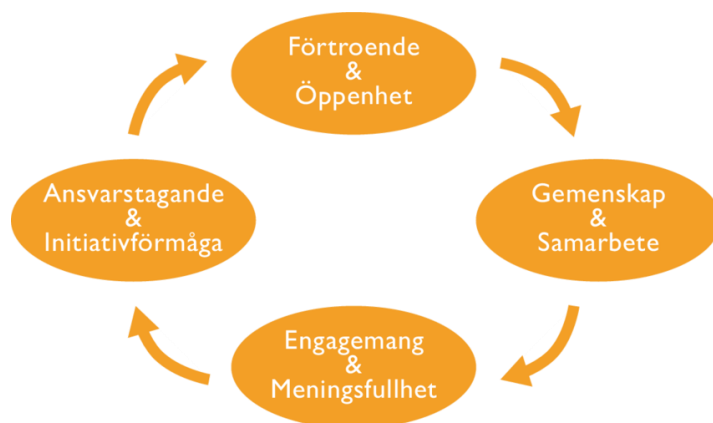 Förtroende
&
Öppenhet
Gemenskap
&
Samarbete
Engagemang
&
Meningsfullhet
Ansvarstagande
&
Initiativförmåga